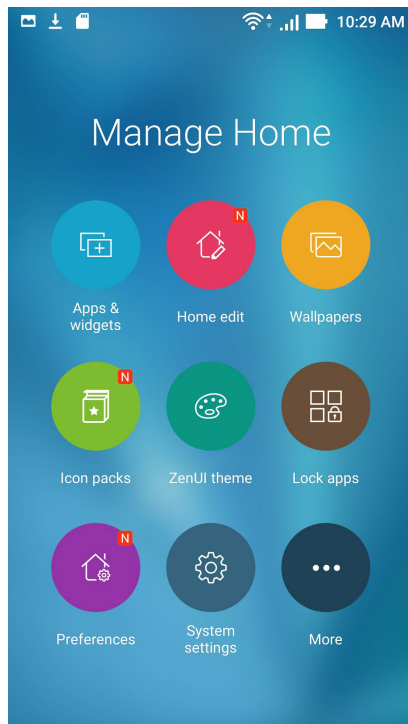 10:29 AM
Manage Home
N
Apps &
widgets
Home edit
Wallpapers
N
Icon packs
ZenUI theme
Lock apps
N
Preferences
System
settings
More